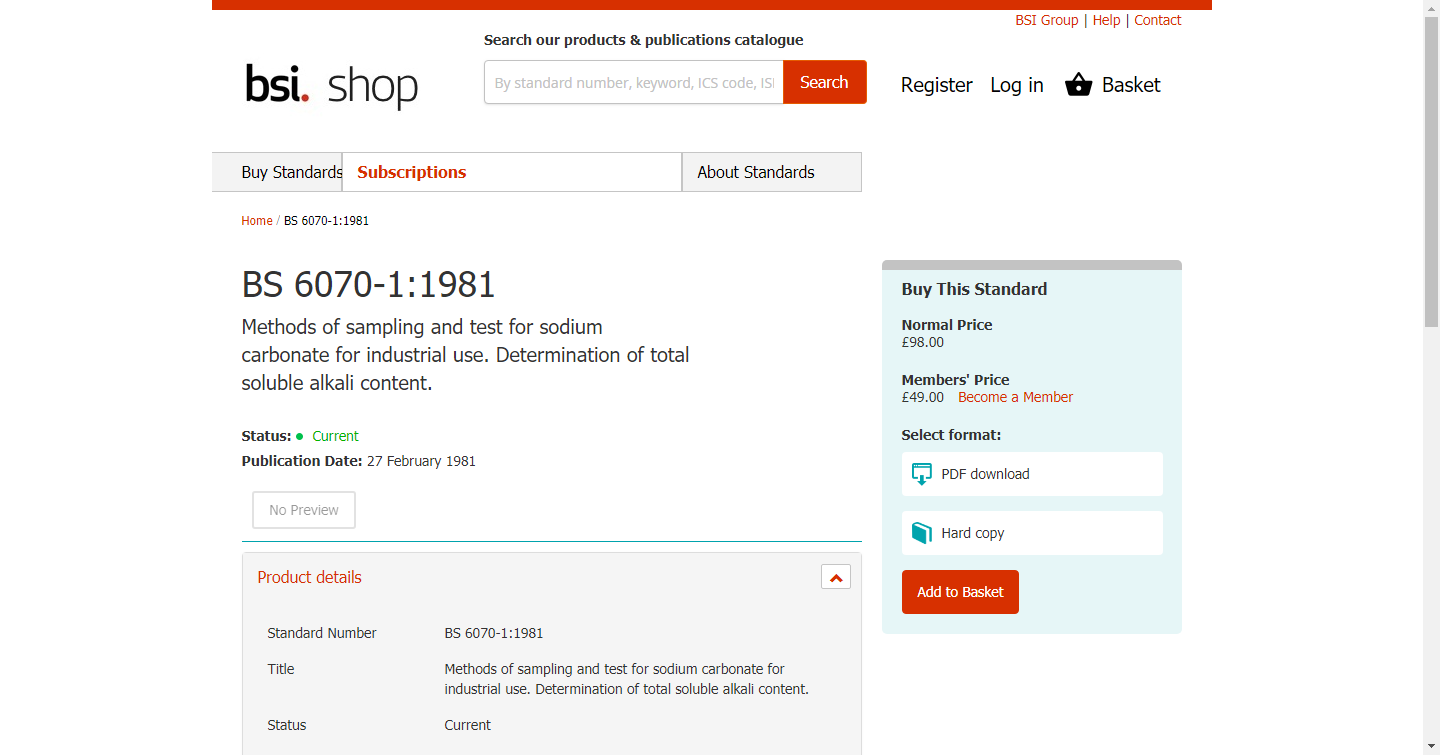 BSI Group | Help | Contact
Search our products & publications catalogue
bsi. shop
By standard number, keyword, ICS code, ISI
Search
Register
Log in
Basket
Buy Standards
Subscriptions
About Standards
Home / BS 6070-1:1981
BS 6070-1:1981
Methods of sampling and test for sodium
carbonate for industrial use. Determination of total
soluble alkali content.
Status: Current
Publication Date: 27 February 1981
No Preview
Product details
Standard Number BS 6070-1:1981
Title Methods of sampling and test for sodium carbonate for
industrial use. Determination of total soluble alkali content.
Status Current
Buy This Standard
Normal Price
£98.00
Members' Price
£49.00 Become a Member
Select format:
PDF download
Hard copy
Add to Basket